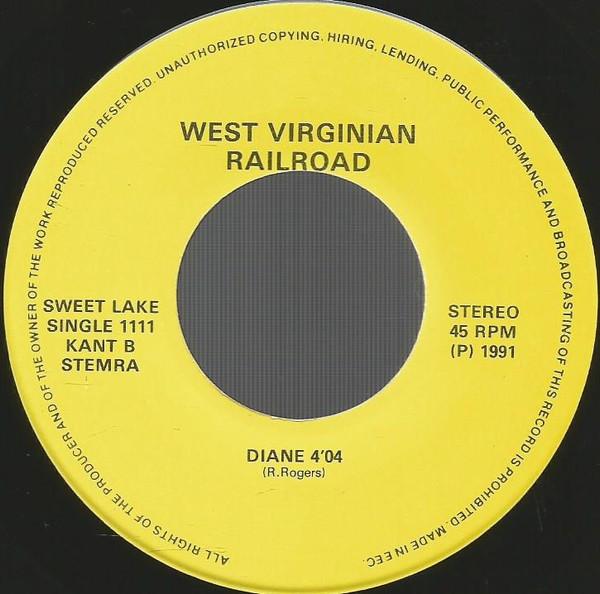 ALL RIGHTS OF THE PRODUCER AND OF THE OWNER OF THE WORK REPRODUCED RESERVED. UNAUTHORIZED COPYING, HIRING, LENDING, PUBLIC PERFORMANCE AND BROADCASTING OF THIS RECORD IS PROHIBITED. MADE IN EEC.
WEST VIRGINIAN
RAILROAD
SWEET LAKE
SINGLE 1111
KANT B
STEMRA
STEREO
45 RPM
(P) 1991
DIANE 4'04
(R.Rogers)